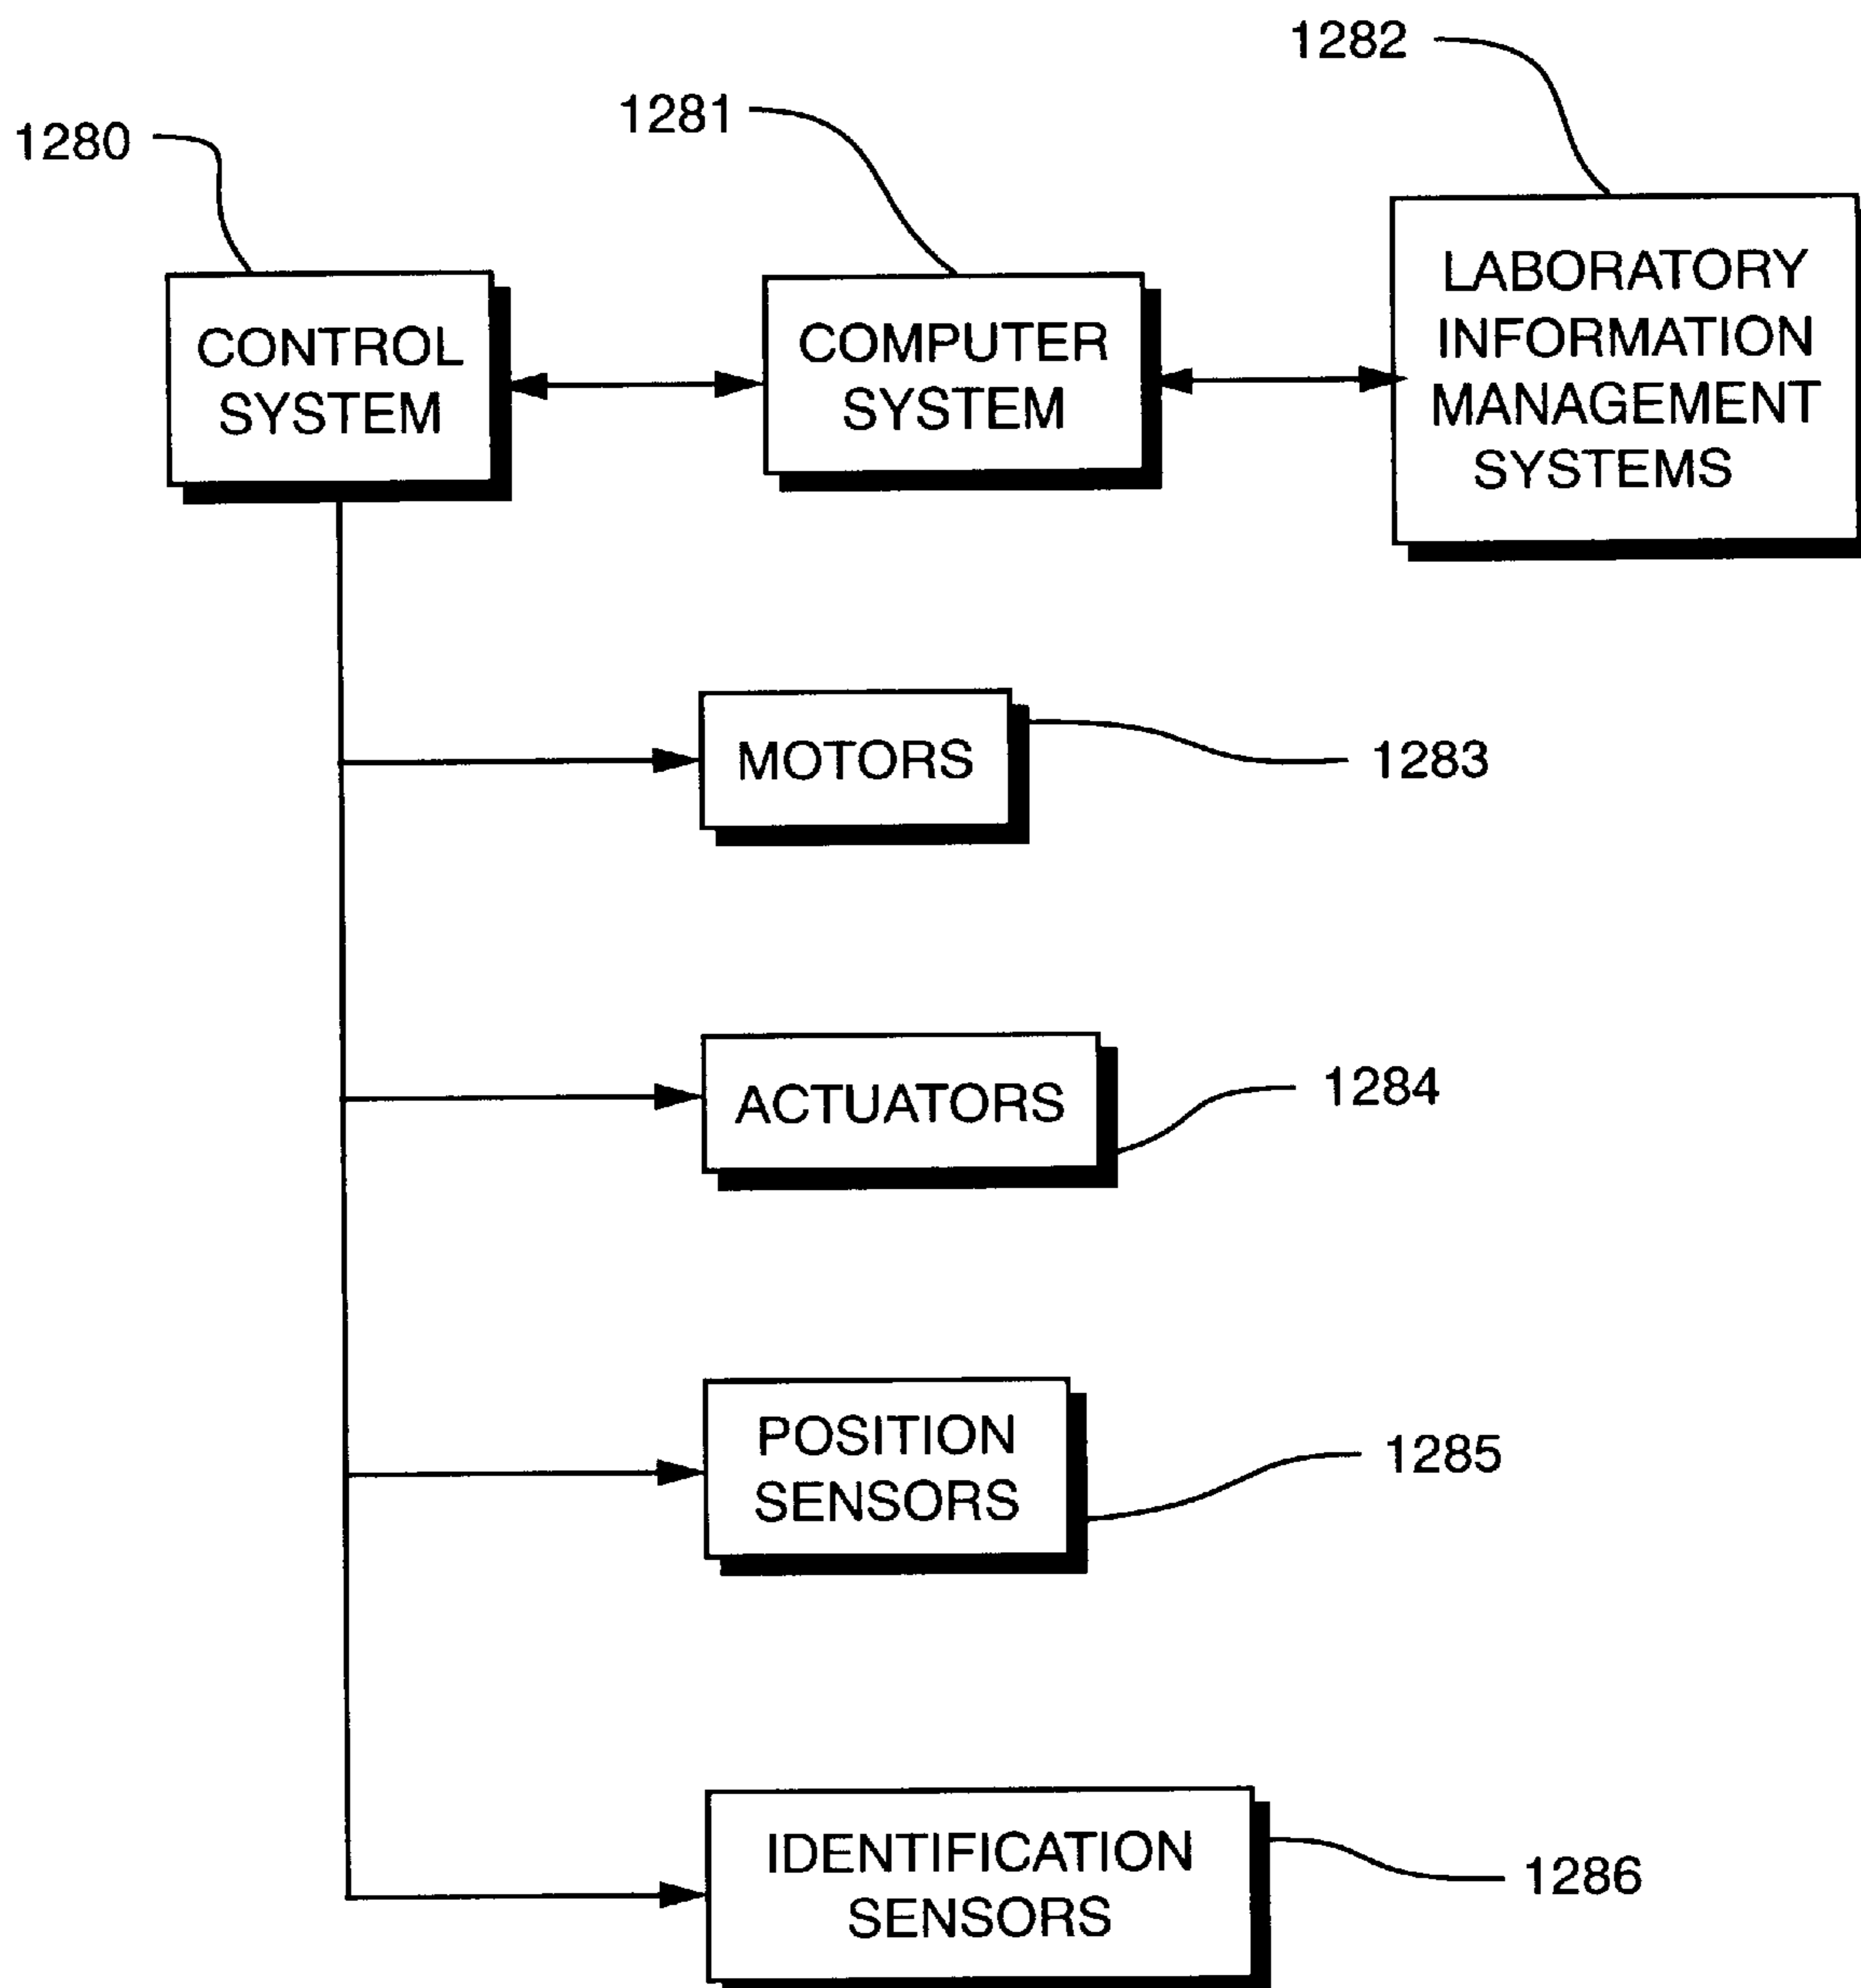 1282
1281
1280
LABORATORY
INFORMATION
MANAGEMENT
SYSTEMS
COMPUTER
SYSTEM
CONTROL
SYSTEM
MOTORS
1283
ACTUATORS
1284
POSITION
SENSORS
1285
IDENTIFICATION
SENSORS
1286